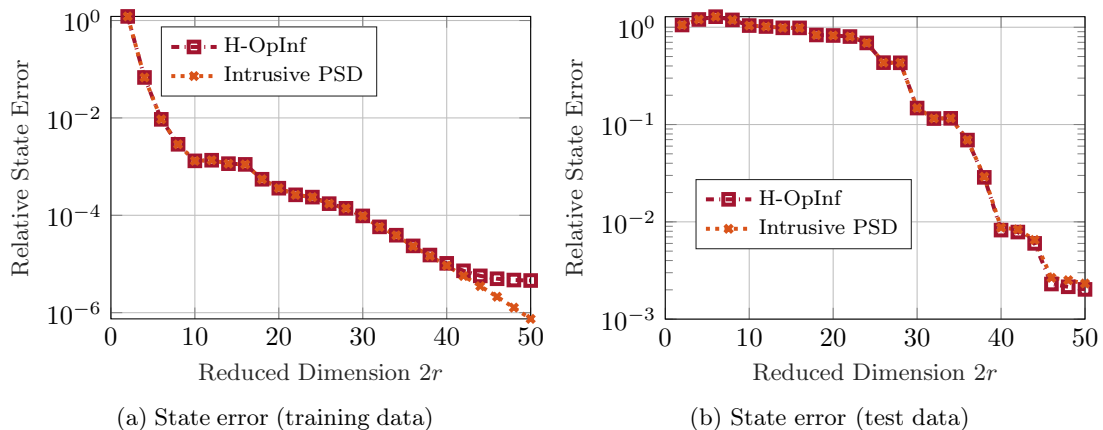 10^0
10^−2
10^−4
10^−6
Relative State Error
H-OpInf
Intrusive PSD
0 10 20 30 40 50
Reduced Dimension 2r
(a) State error (training data)
10^0
10^−1
10^−2
10^−3
Relative State Error
H-OpInf
Intrusive PSD
0 10 20 30 40 50
Reduced Dimension 2r
(b) State error (test data)